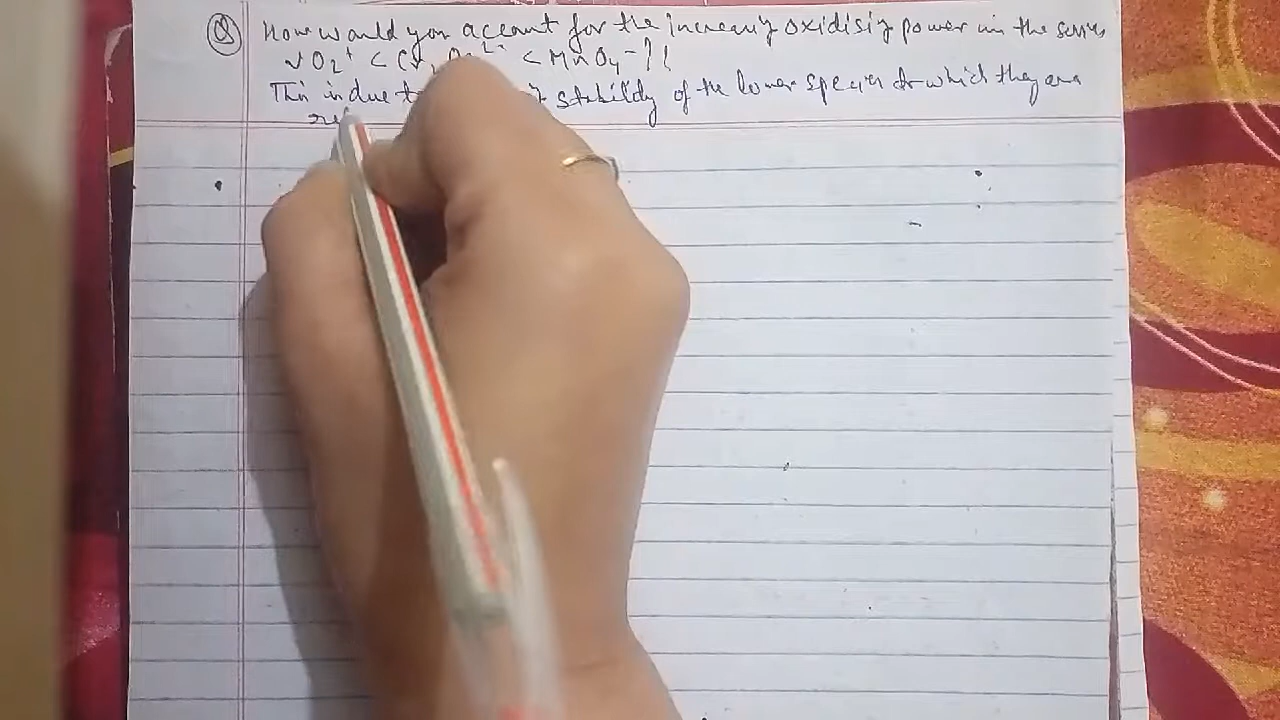 Q How would you account for the Increasing oxidising power in the series
VO2+ < < MnO4- ?!
This is due stability of the lower species to which they are